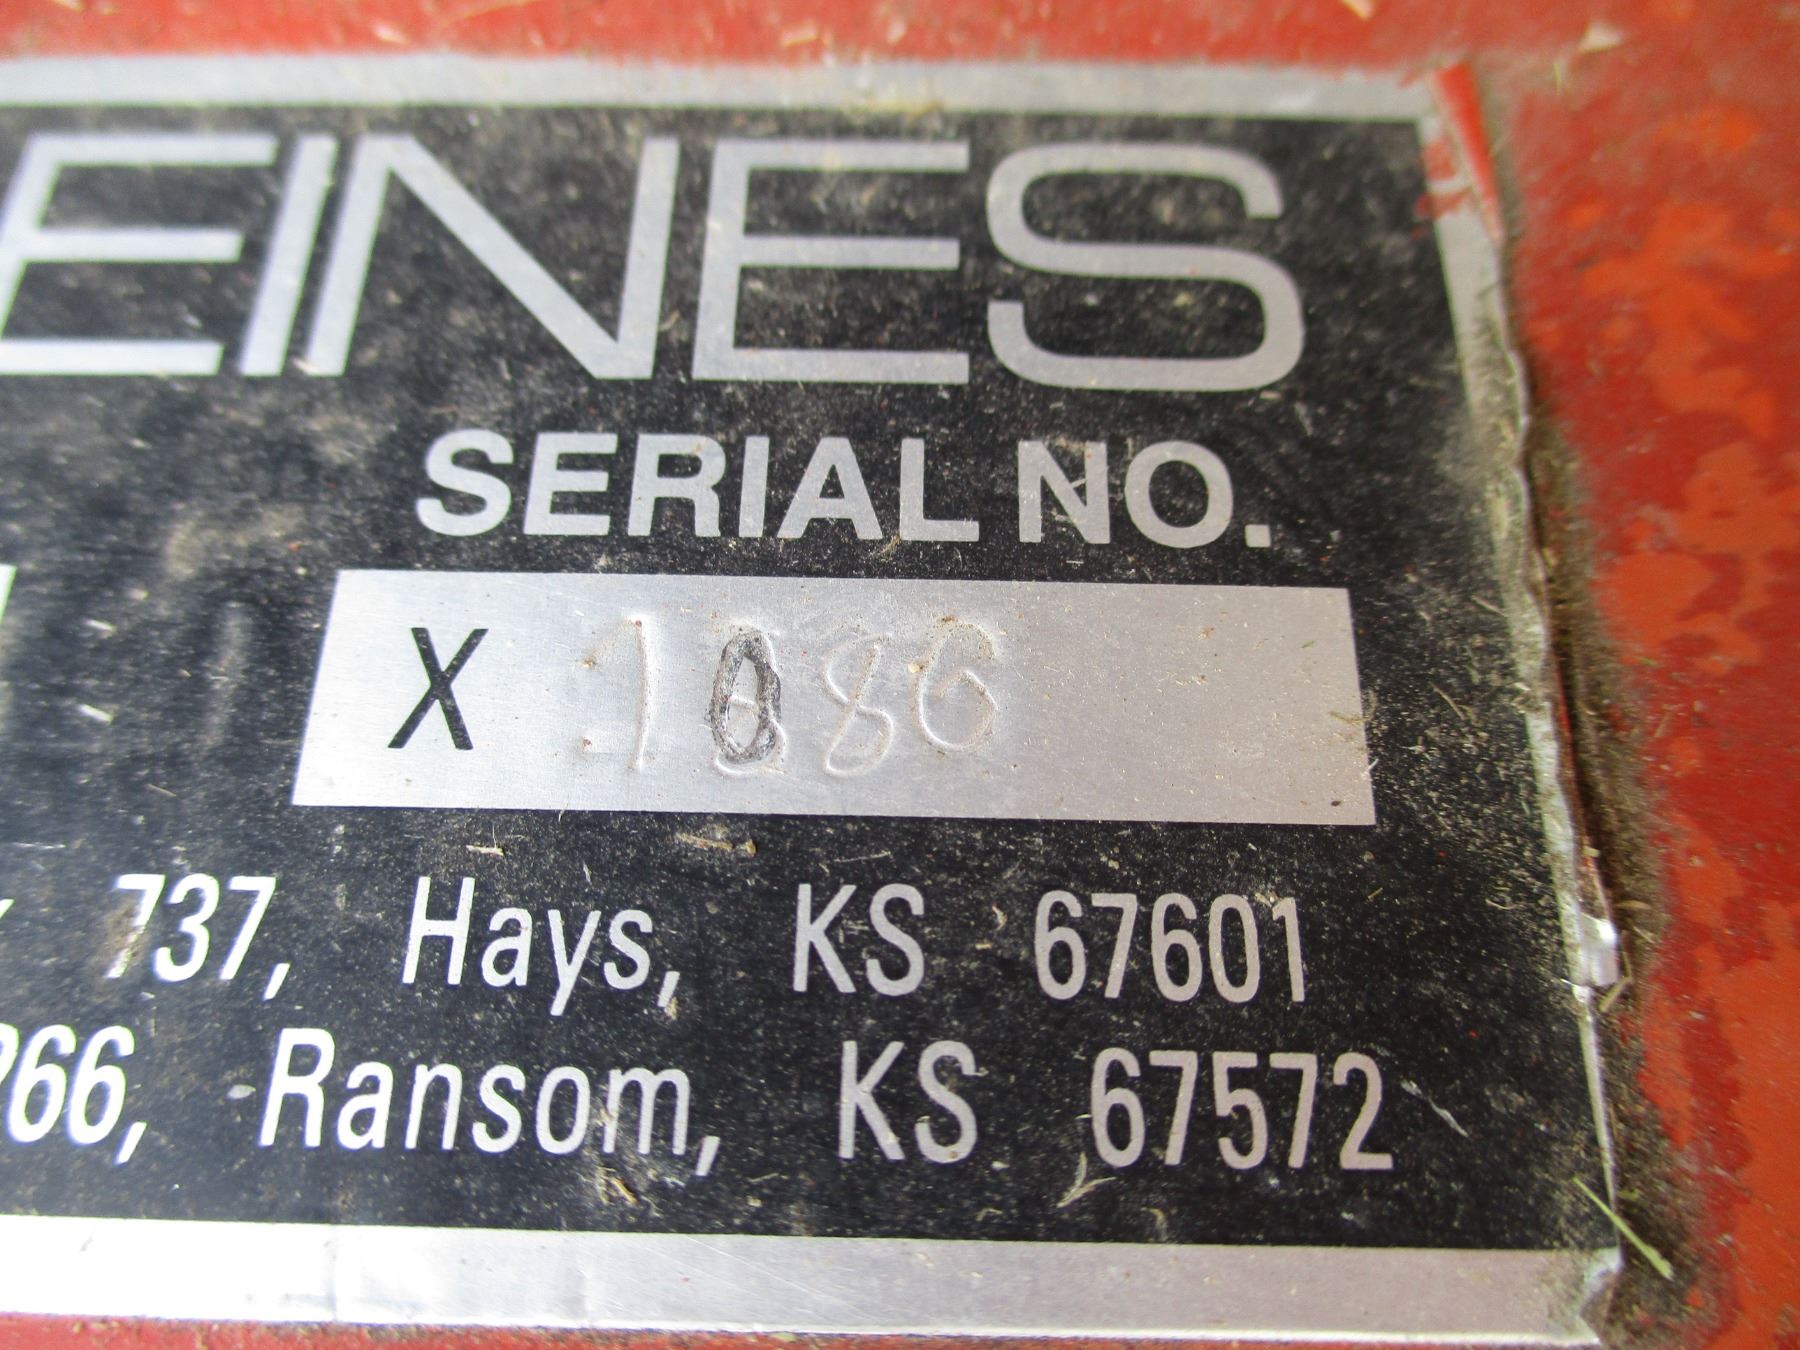 EINES
SERIAL NO.
X 1086
737, Hays, KS 67601
266, Ransom, KS 67572